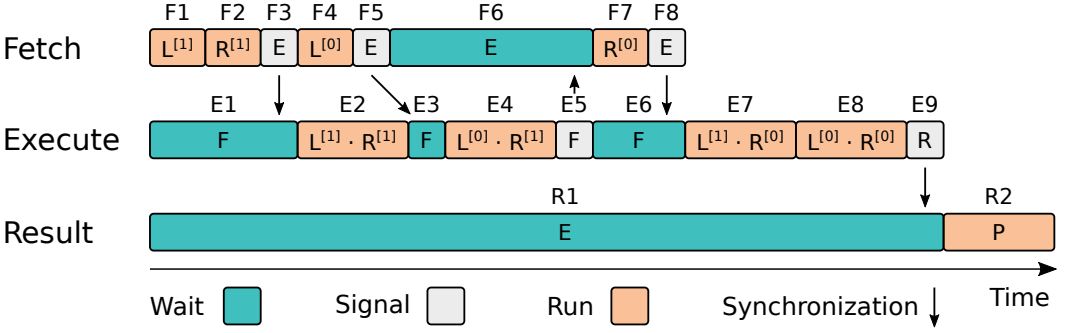 F1 F2 F3 F4 F5 F6 F7 F8
Fetch L[1] R[1] E L[0] E E R[0] E
E1 E2 E3 E4 E5 E6 E7 E8 E9
Execute F L[1] · R[1] F L[0] · R[1] F F L[1] · R[0] L[0] · R[0] R
R1 R2
Result E P
Wait Signal Run Synchronization Time